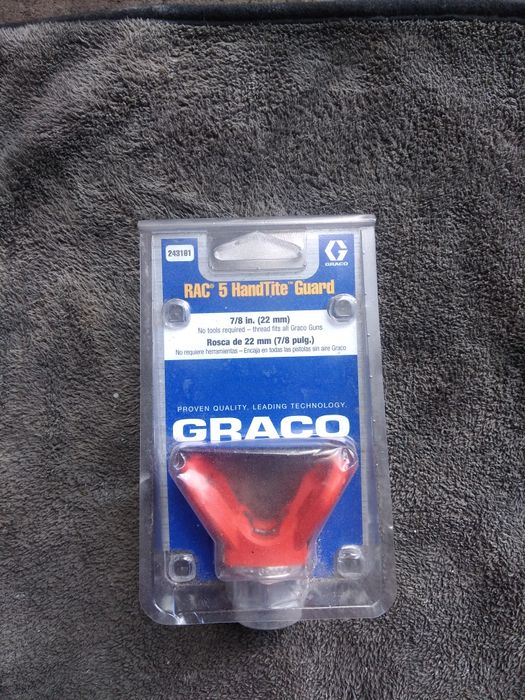 243161
GRACO
RAC® 5 HandTite™ Guard
7/8 in. (22 mm)
No tools required – thread fits all Graco Guns
Rosca de 22 mm (7/8 pulg.)
No requiere herramientas – Encaja en todas las pistolas sin aire Graco
PROVEN QUALITY. LEADING TECHNOLOGY.
GRACO